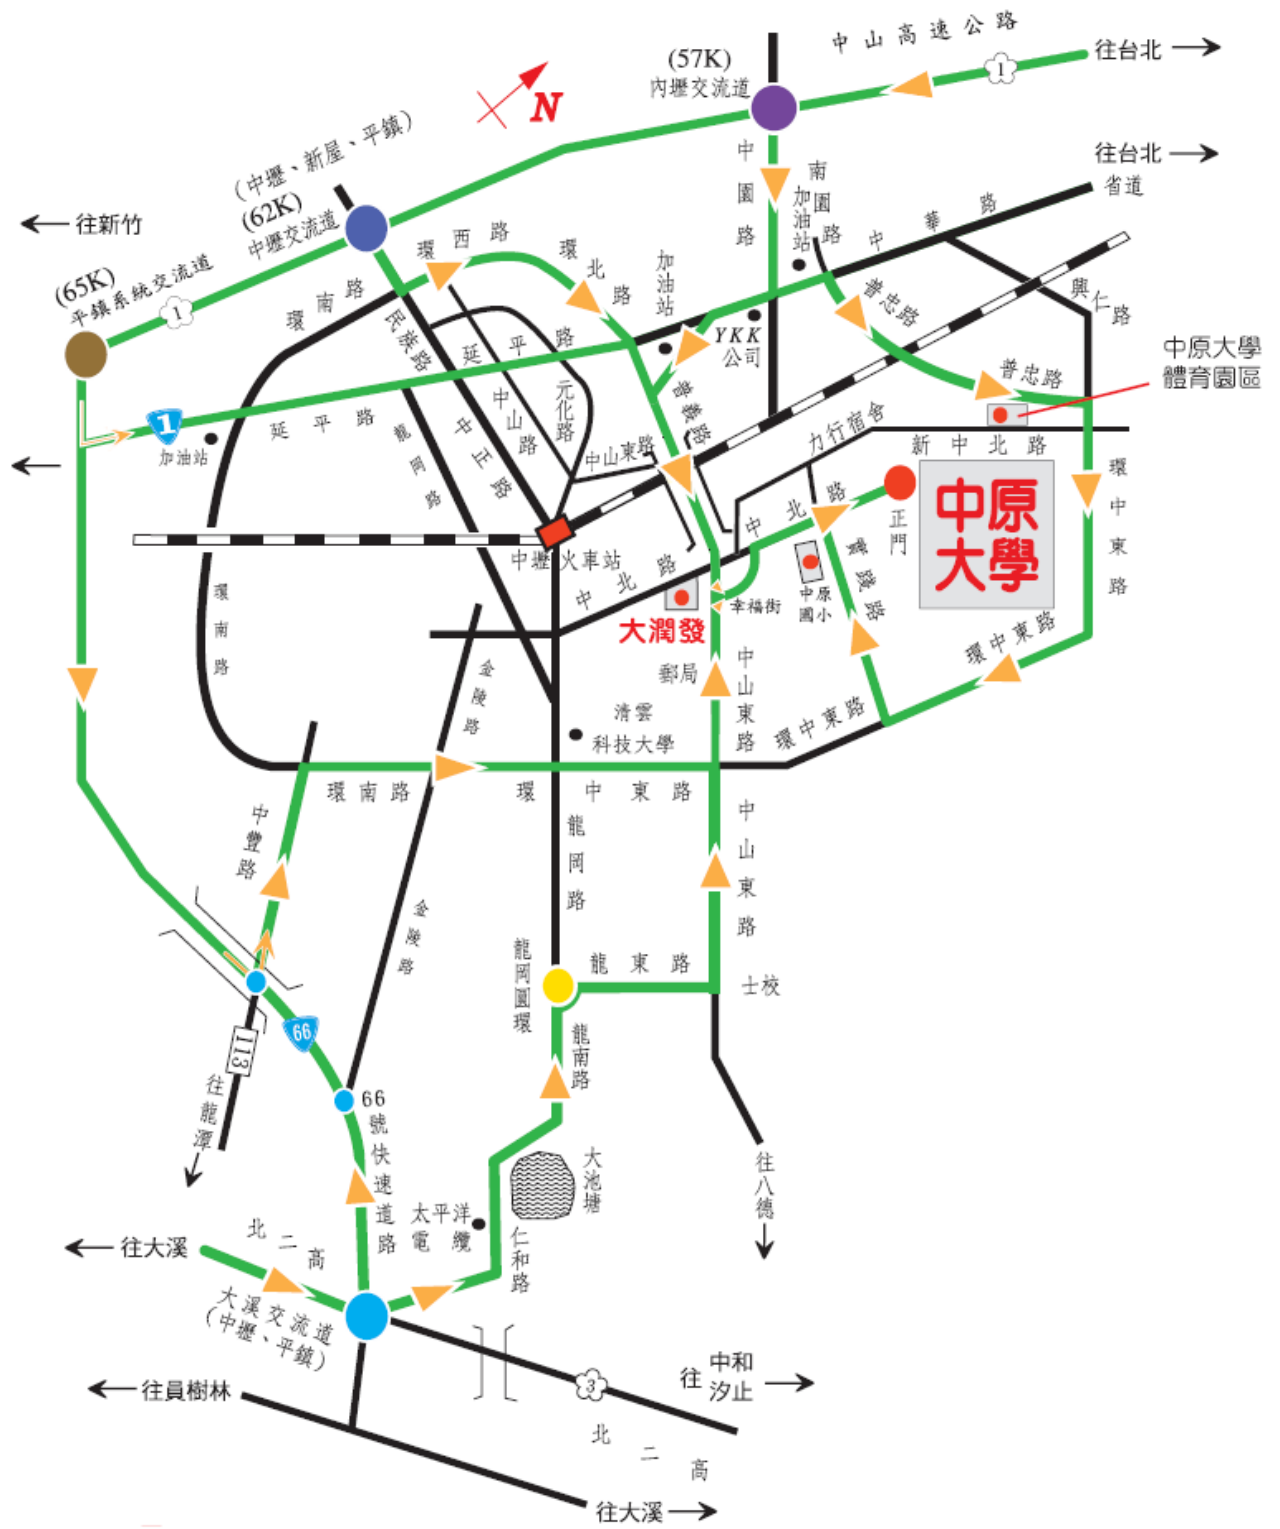 中山高速公路
1
往台北
(57K)
內壢交流道
N
往台北
省道
(中壢、新屋、平鎮)
(62K)
中壢交流道
往新竹
(65K)
平鎮系統交流道
1
中園路
南園路
加油站
中華路
環西路
環北路
加油站
環南路
民族路
延平路
YKK
公司
普忠路
興仁路
中原大學
體育園區
普忠路
1
加油站
延平路
龍岡路
中正路
中山路
元化路
中山東路
普義路
力行宿舍
新中北路
中原
大學
正門
環中東路
中北路
中壢火車站
中北路
大潤發
幸福街
中原
國小
實踐路
環南路
金陵路
郵局
中山東路
環中東路
環中東路
清雲
科技大學
環南路
環中東路
中豐路
龍岡路
中山東路
金陵路
龍岡圓環
龍東路
士校
66
113
往龍潭
66號快速道路
龍南路
大池塘
往八德
太平洋
電纜
仁和路
北二高
往大溪
大溪交流道
(中壢、平鎮)
往員樹林
3
往
中和
汐止
北二高
往大溪